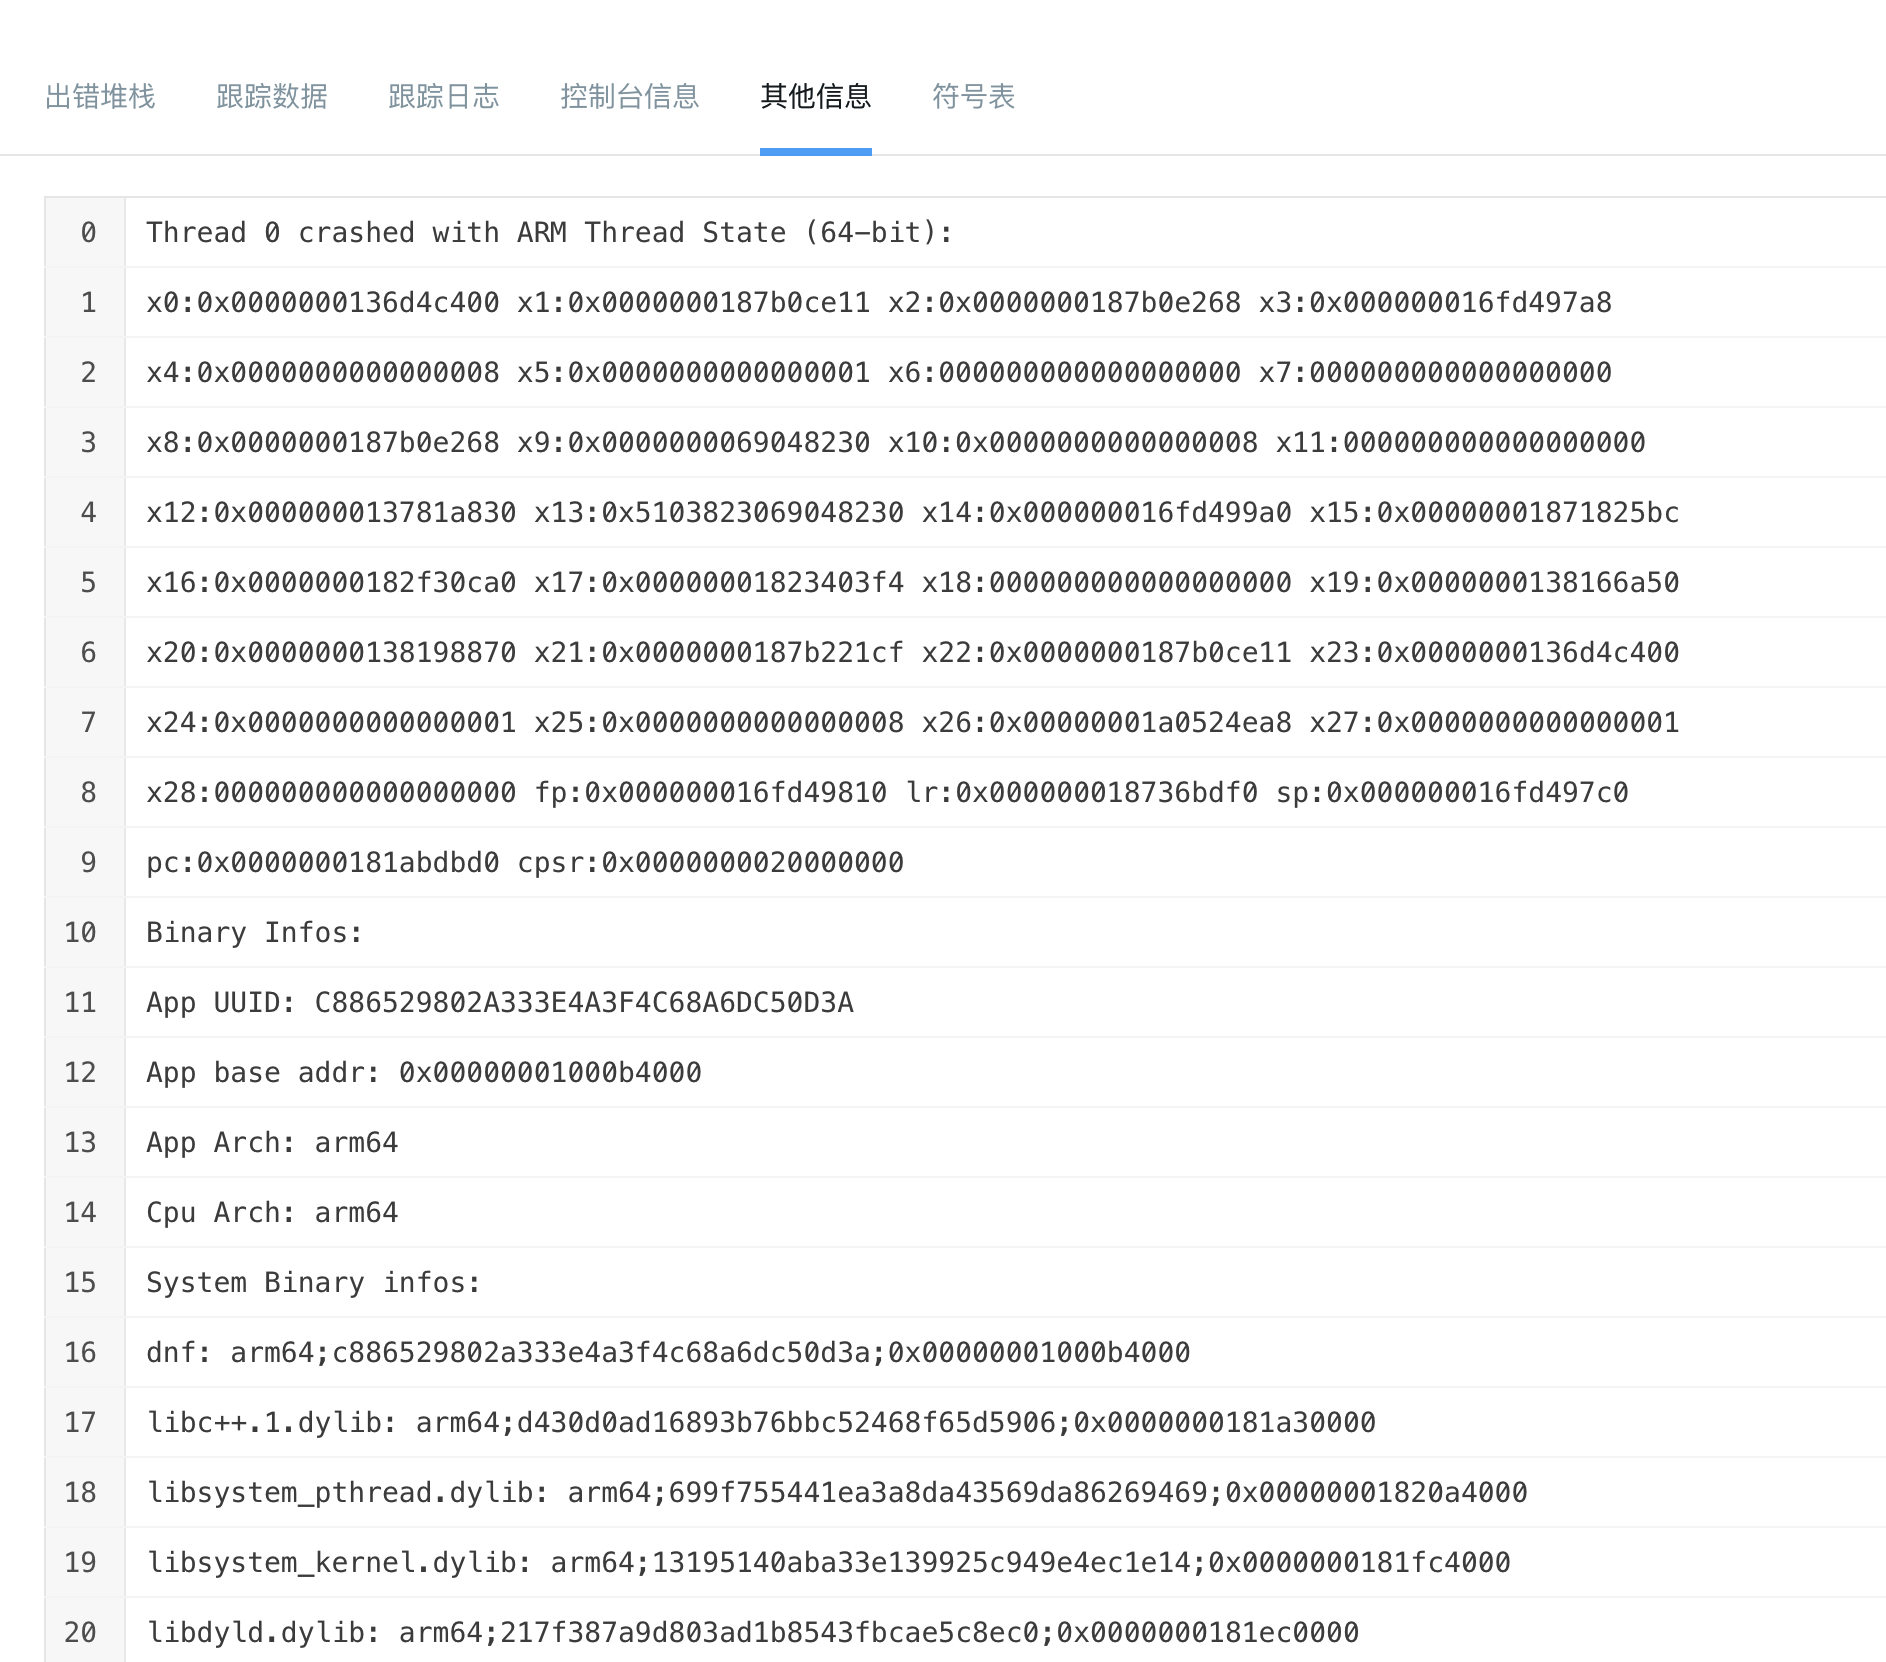 出错堆栈 跟踪数据 跟踪日志 控制台信息 其他信息 符号表
0 Thread 0 crashed with ARM Thread State (64-bit):
1 x0:0x0000000136d4c400 x1:0x0000000187b0ce11 x2:0x0000000187b0e268 x3:0x000000016fd497a8
2 x4:0x0000000000000008 x5:0x0000000000000001 x6:000000000000000000 x7:000000000000000000
3 x8:0x0000000187b0e268 x9:0x0000000069048230 x10:0x0000000000000008 x11:000000000000000000
4 x12:0x000000013781a830 x13:0x5103823069048230 x14:0x000000016fd499a0 x15:0x00000001871825bc
5 x16:0x0000000182f30ca0 x17:0x00000001823403f4 x18:000000000000000000 x19:0x0000000138166a50
6 x20:0x0000000138198870 x21:0x0000000187b221cf x22:0x0000000187b0ce11 x23:0x0000000136d4c400
7 x24:0x0000000000000001 x25:0x0000000000000008 x26:0x00000001a0524ea8 x27:0x0000000000000001
8 x28:000000000000000000 fp:0x000000016fd49810 lr:0x000000018736bdf0 sp:0x000000016fd497c0
9 pc:0x0000000181abdbd0 cpsr:0x0000000020000000
10 Binary Infos:
11 App UUID: C886529802A333E4A3F4C68A6DC50D3A
12 App base addr: 0x00000001000b4000
13 App Arch: arm64
14 Cpu Arch: arm64
15 System Binary infos:
16 dnf: arm64;c886529802a333e4a3f4c68a6dc50d3a;0x00000001000b4000
17 libc++.1.dylib: arm64;d430d0ad16893b76bbc52468f65d5906;0x0000000181a30000
18 libsystem_pthread.dylib: arm64;699f755441ea3a8da43569da86269469;0x00000001820a4000
19 libsystem_kernel.dylib: arm64;13195140aba33e139925c949e4ec1e14;0x0000000181fc4000
20 libdyld.dylib: arm64;217f387a9d803ad1b8543fbcae5c8ec0;0x0000000181ec0000